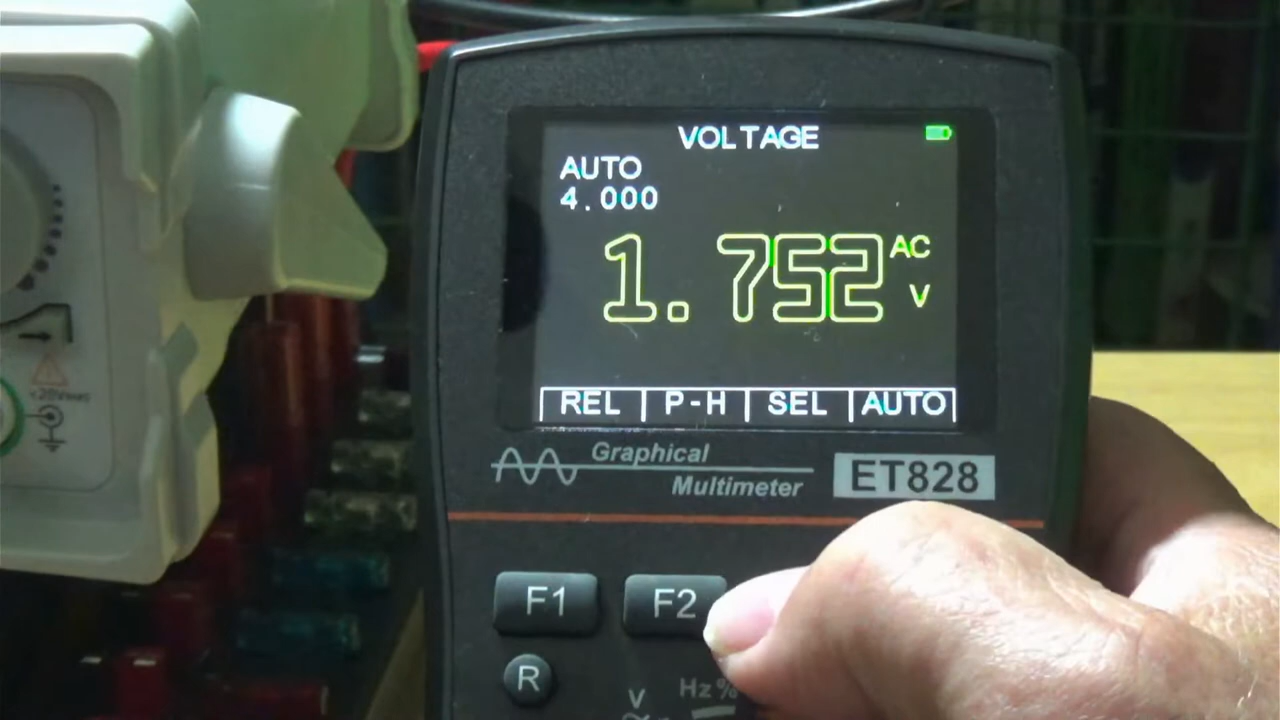 VOLTAGE
AUTO
4.000
1.752 AC
V
REL P-H SEL AUTO
Graphical
Multimeter
ET828
F1 F2
R
V Hz%